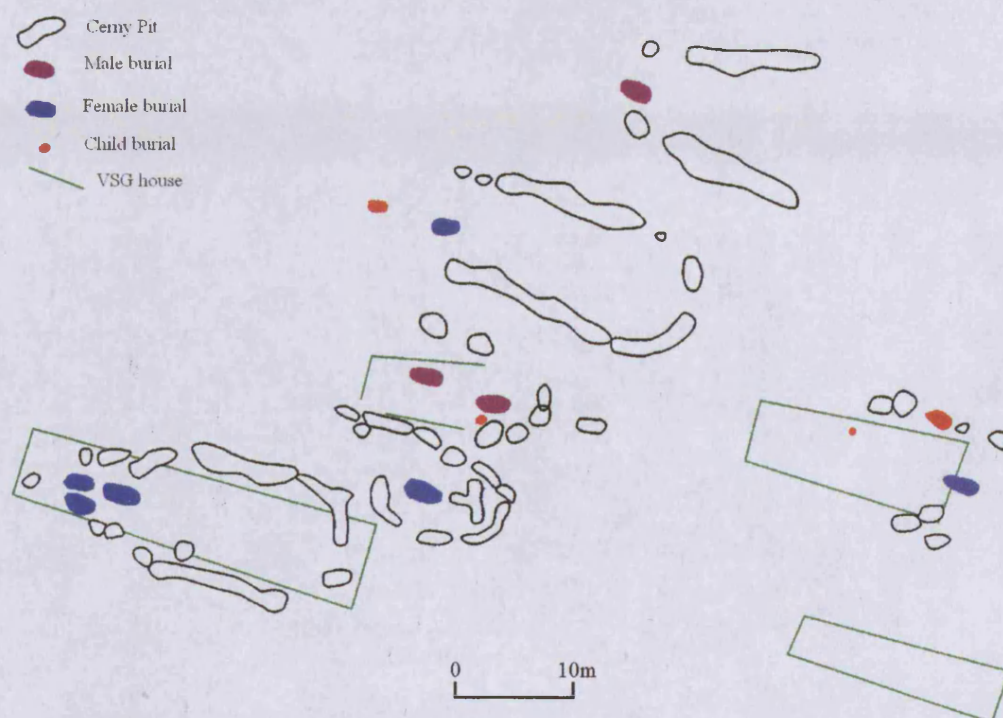 Cerny Pit
Male burial
Female burial
Child burial
VSG house
0 10m